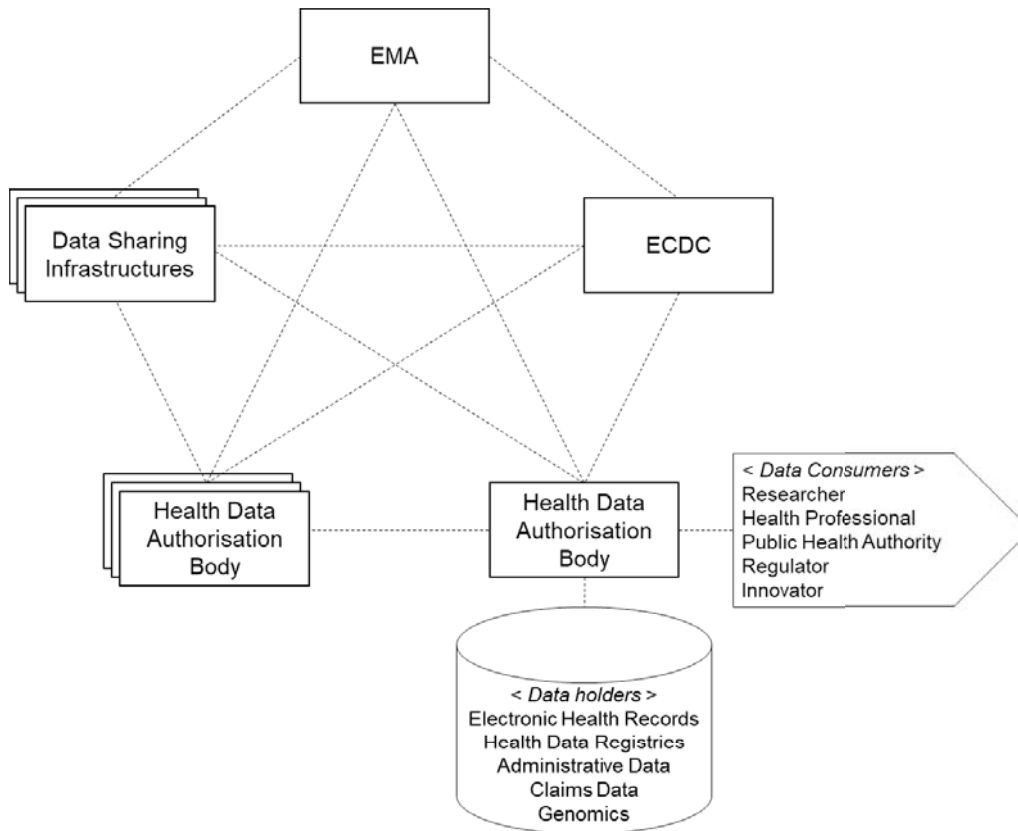 EMA
Data Sharing
Infrastructures
ECDC
Health Data
Authorisation
Body
Health Data
Authorisation
Body
< Data Consumers >
Researcher
Health Professional
Public Health Authority
Regulator
Innovator
< Data holders >
Electronic Health Records
Health Data Registries
Administrative Data
Claims Data
Genomics